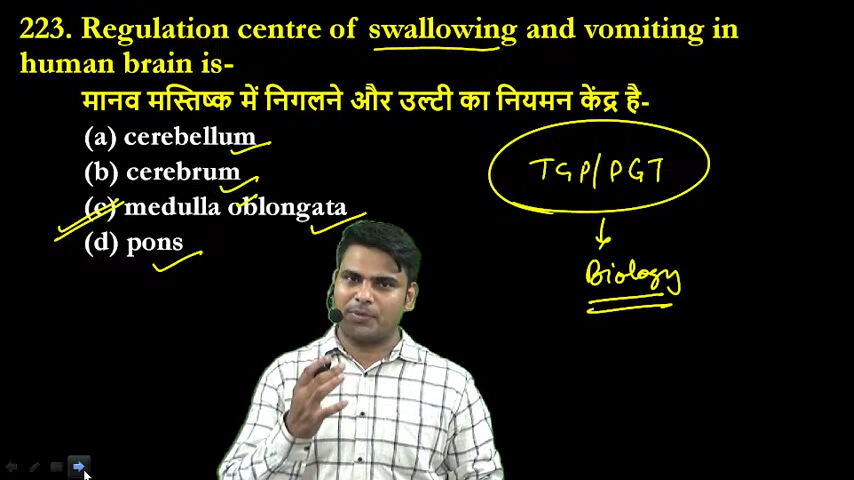 223. Regulation centre of swallowing and vomiting in
human brain is-
मानव मस्तिष्क में निगलने और उल्टी का नियमन केंद्र है-
(a) cerebellum
(b) cerebrum
(c) medulla oblongata
(d) pons
TGP/PGT
Biology